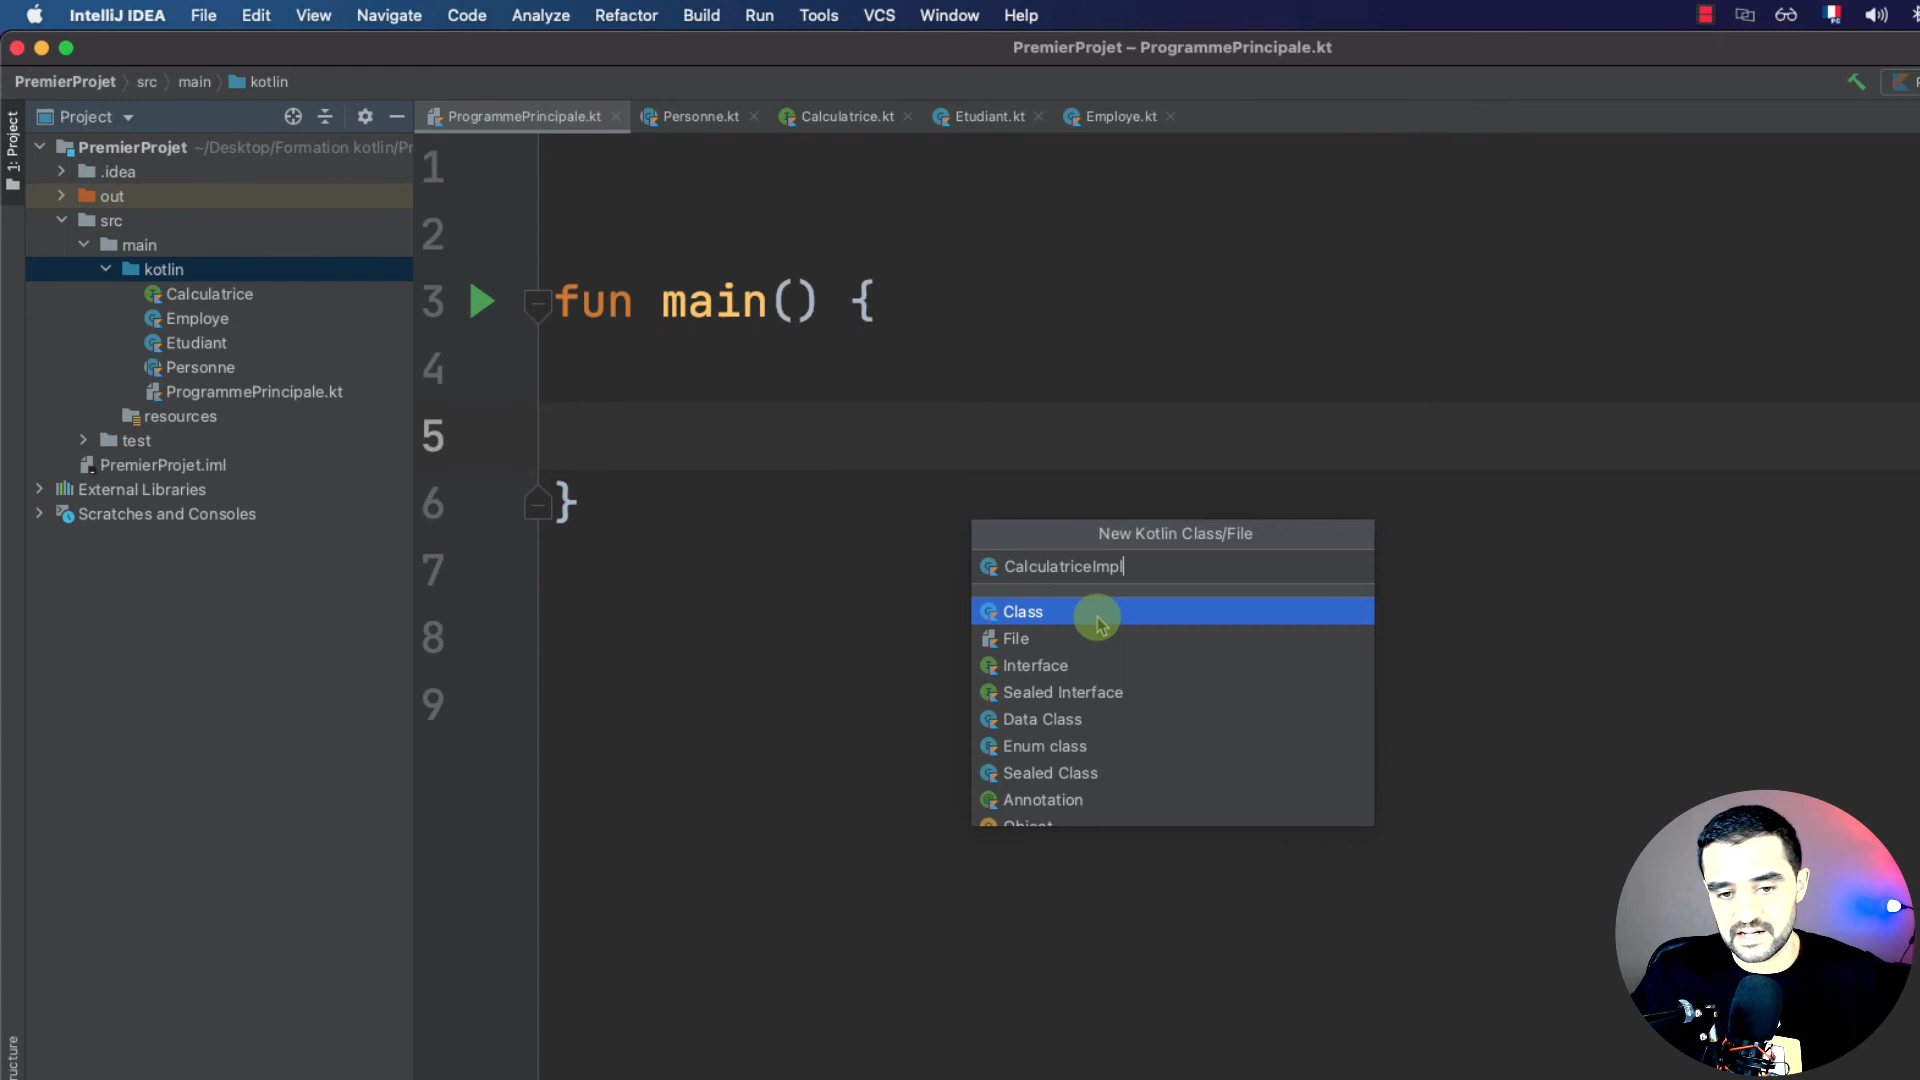 IntelliJ IDEA File Edit View Navigate Code Analyze Refactor Build Run Tools VCS Window Help
PremierProjet – ProgrammePrincipale.kt
PremierProjet src main kotlin
1: Project
Project
ProgrammePrincipale.kt Personne.kt Calculatrice.kt Etudiant.kt Employe.kt
PremierProjet ~/Desktop/Formation kotlin/Pr
.idea
out
src
main
kotlin
Calculatrice
Employe
Etudiant
Personne
ProgrammePrincipale.kt
resources
test
PremierProjet.iml
External Libraries
Scratches and Consoles
1
2
3 fun main() {
4
5
6 }
7
8
9
New Kotlin Class/File
CalculatriceImpl
Class
File
Interface
Sealed Interface
Data Class
Enum class
Sealed Class
Annotation
Object